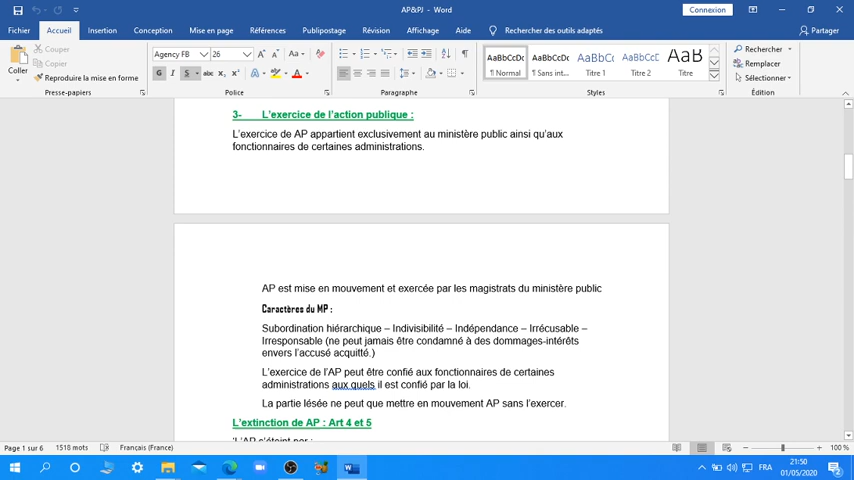 AP&PJ - Word
Connexion
Fichier Accueil Insertion Mise en page Références Publipostage Révision Affichage Aide Rechercher des outils adaptés Partager
Coller
Couper
Copier
Reproduire la mise en forme
Presse-papiers
Agency FB 26
Police
Paragraphe
AaBbCcDc AaBbCcDc AaBbCc AaBbCcC AaB
¶ Normal ¶ Sans int... Titre 1 Titre 2 Titre
Styles
Rechercher
Remplacer
Sélectionner
Édition
3- L'exercice de l'action publique :
L'exercice de AP appartient exclusivement au ministère public ainsi qu'aux
fonctionnaires de certaines administrations.
AP est mise en mouvement et exercée par les magistrats du ministère public
Caractères du MP :
Subordination hiérarchique – Indivisibilité – Indépendance – Irrécusable –
Irresponsable (ne peut jamais être condamné à des dommages-intérêts
envers l'accusé acquitté.)
L'exercice de l'AP peut être confié aux fonctionnaires de certaines
administrations aux quels il est confié par la loi.
La partie lésée ne peut que mettre en mouvement AP sans l'exercer.
L'extinction de AP : Art 4 et 5
'L'AP s'éteint par :
Page 1 sur 6 1518 mots Français (France) 100 %
FRA
21:50
01/05/2020
2